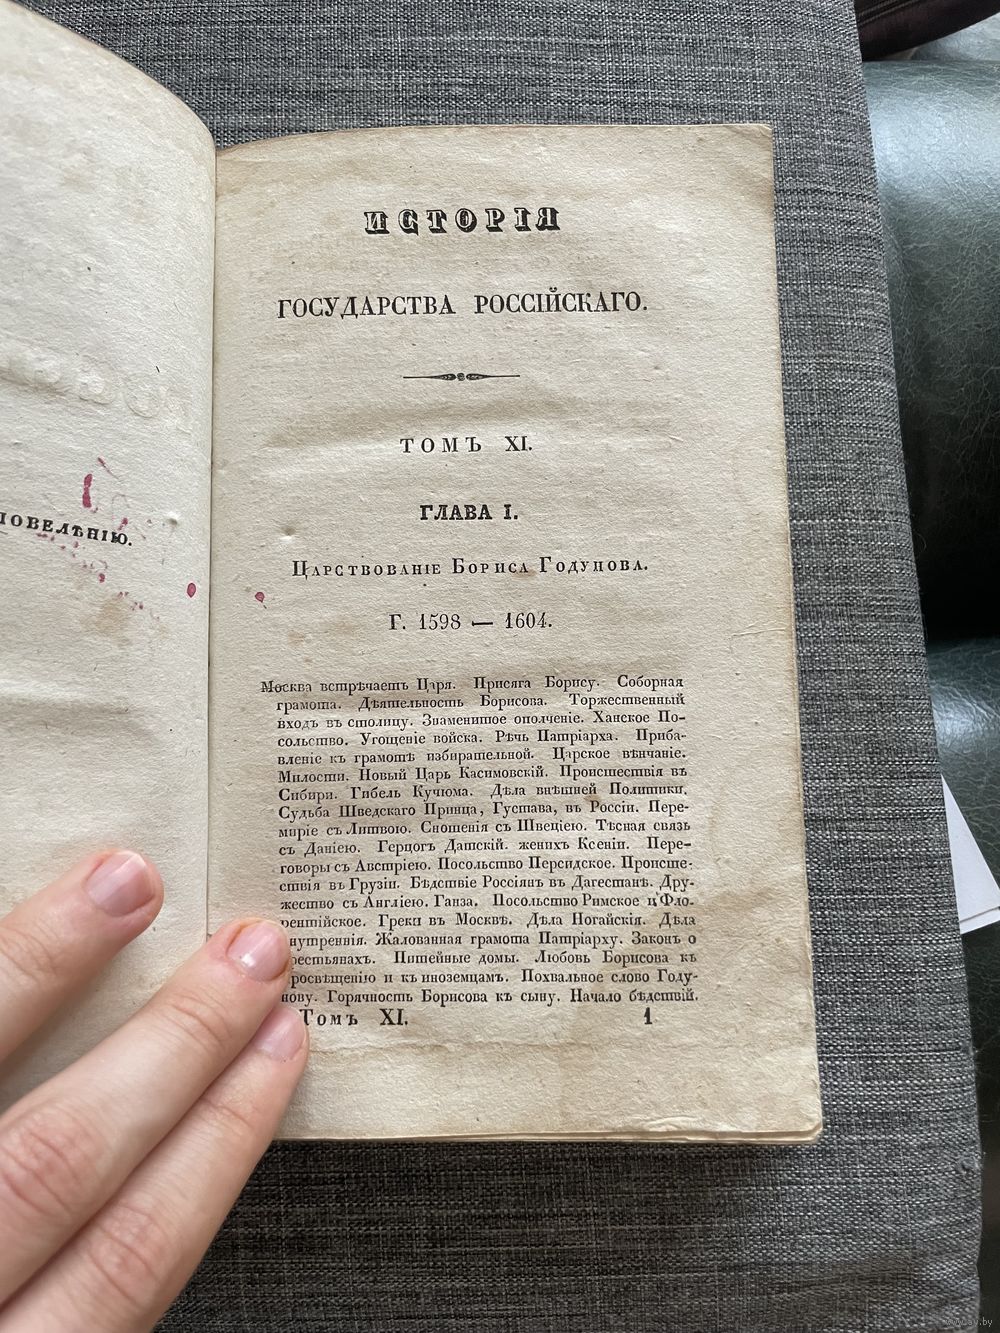 ПОВЕЛѢНІЮ.
ИСТОРІЯ
ГОСУДАРСТВА РОССІЙСКАГО.
ТОМЪ XI.
ГЛАВА I.
Царствованіе Бориса Годунова.
Г. 1598 — 1604.
Москва встрѣчаетъ Царя. Присяга Борису. Соборная
грамота. Дѣятельность Борисова. Торжественный
входъ въ столицу. Знаменитое ополченіе. Ханское По-
сольство. Угощеніе войска. Рѣчь Патріарха. Приба-
вленіе къ грамотѣ избирательной. Царское вѣнчаніе.
Милости. Новый Царь Касимовскій. Происшествія въ
Сибири. Гибель Кучюма. Дѣла внѣшней Политики.
Судьба Шведскаго Принца, Густава, въ Россіи. Пере-
миріе съ Литвою. Сношенія съ Швеціею. Тѣсная связь
съ Даніею. Герцогъ Датскій. женихъ Ксеніи. Пере-
говоры съ Австріею. Посольство Персидское. Происше-
ствія въ Грузіи. Бѣдствіе Россіянъ въ Дагестанѣ. Дру-
жество съ Англіею. Ганза. Посольство Римское и Фло-
рентійское. Греки въ Москвѣ. Дѣла Ногайскія. Дѣла
внутреннія. Жалованная грамота Патріарху. Законъ о
крестьянахъ. Питейные домы. Любовь Борисова къ
просвѣщенію и къ иноземцамъ. Похвальное слово Году-
нову. Горячность Борисова къ сыну. Начало бѣдствій.
Томъ XI. 1
www.ay.by